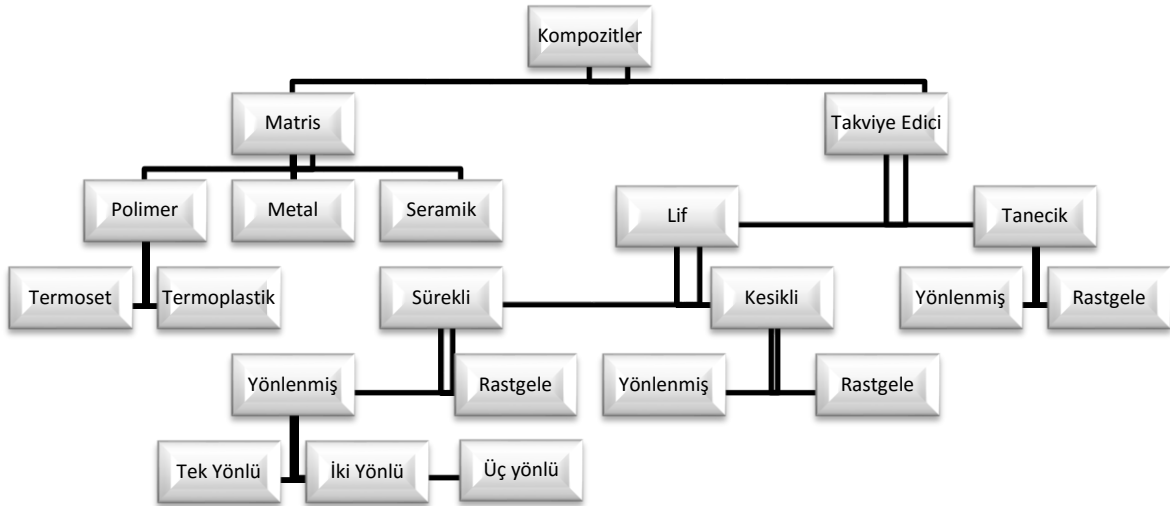 Kompozitler
Matris
Takviye Edici
Polimer
Metal
Seramik
Lif
Tanecik
Termoset
Termoplastik
Sürekli
Kesikli
Yönlenmiş
Rastgele
Yönlenmiş
Rastgele
Yönlenmiş
Rastgele
Tek Yönlü
İki Yönlü
Üç yönlü